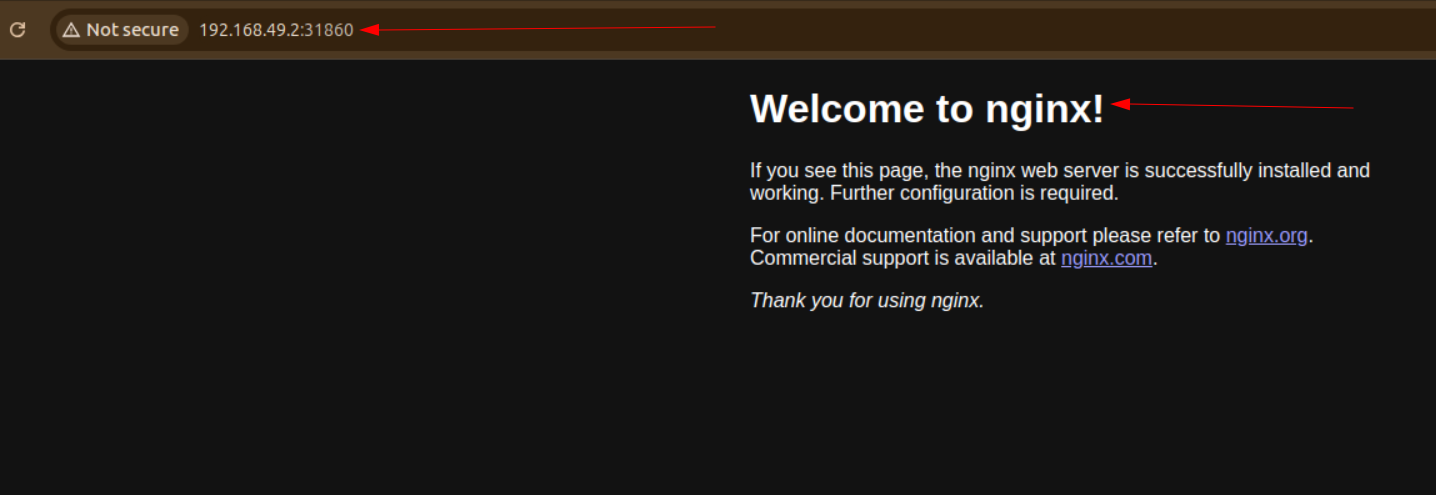 Not secure 192.168.49.2:31860
Welcome to nginx!
If you see this page, the nginx web server is successfully installed and
working. Further configuration is required.
For online documentation and support please refer to nginx.org.
Commercial support is available at nginx.com.
Thank you for using nginx.